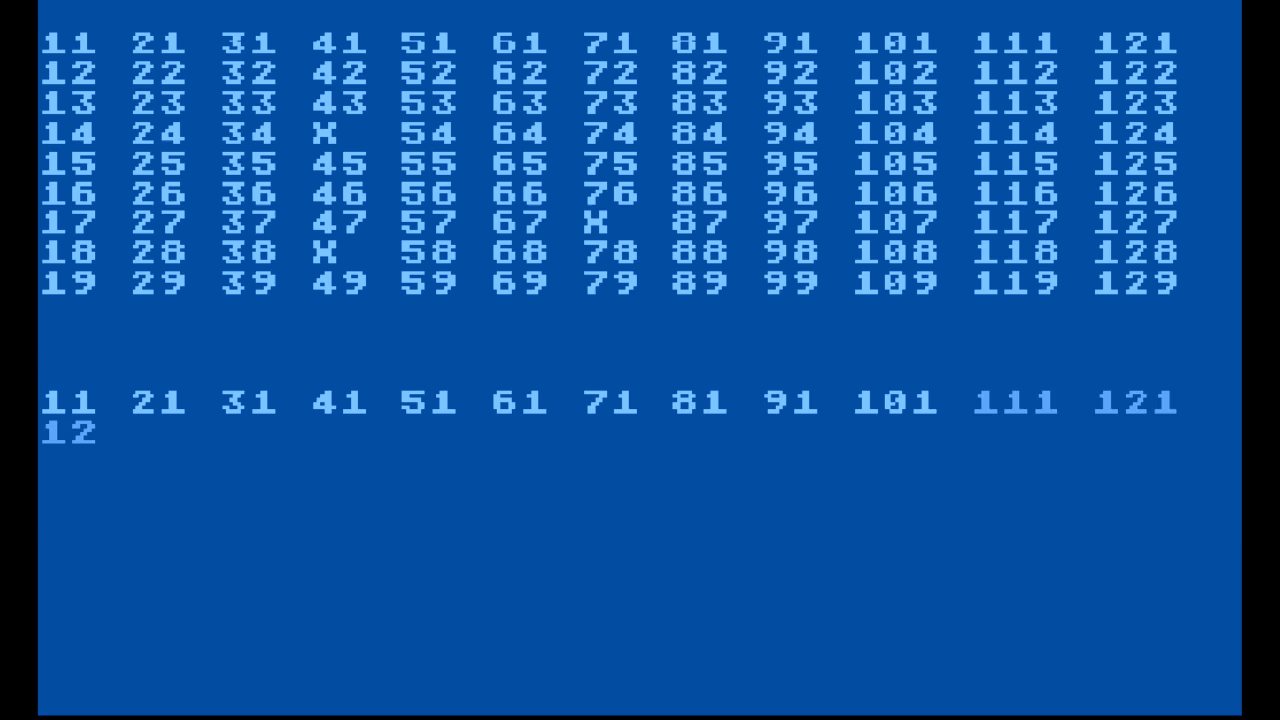 11 21 31 41 51 61 71 81 91 101 111 121
12 22 32 42 52 62 72 82 92 102 112 122
13 23 33 43 53 63 73 83 93 103 113 123
14 24 34 X 54 64 74 84 94 104 114 124
15 25 35 45 55 65 75 85 95 105 115 125
16 26 36 46 56 66 76 86 96 106 116 126
17 27 37 47 57 67 X 87 97 107 117 127
18 28 38 X 58 68 78 88 98 108 118 128
19 29 39 49 59 69 79 89 99 109 119 129
11 21 31 41 51 61 71 81 91 101 111 121
12